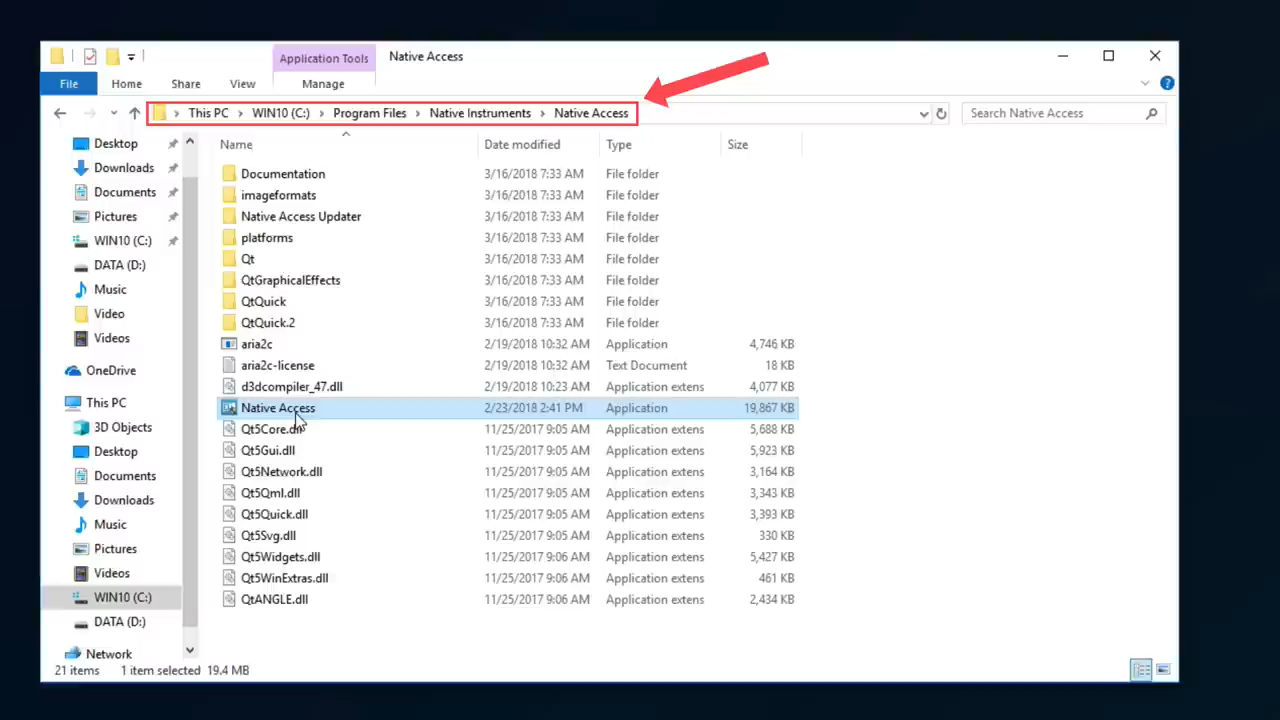 Application Tools
Native Access
File
Home
Share
View
Manage
This PC > WIN10 (C:) > Program Files > Native Instruments > Native Access
Search Native Access
Desktop
Downloads
Documents
Pictures
WIN10 (C:)
DATA (D:)
Music
Video
Videos
OneDrive
This PC
3D Objects
Desktop
Documents
Downloads
Music
Pictures
Videos
WIN10 (C:)
DATA (D:)
Network
Name Date modified Type Size
Documentation 3/16/2018 7:33 AM File folder
imageformats 3/16/2018 7:33 AM File folder
Native Access Updater 3/16/2018 7:33 AM File folder
platforms 3/16/2018 7:33 AM File folder
Qt 3/16/2018 7:33 AM File folder
QtGraphicalEffects 3/16/2018 7:33 AM File folder
QtQuick 3/16/2018 7:33 AM File folder
QtQuick.2 3/16/2018 7:33 AM File folder
aria2c 2/19/2018 10:32 AM Application 4,746 KB
aria2c-license 2/19/2018 10:32 AM Text Document 18 KB
d3dcompiler_47.dll 2/19/2018 10:23 AM Application extens 4,077 KB
Native Access 2/23/2018 2:41 PM Application 19,867 KB
Qt5Core.dll 11/25/2017 9:05 AM Application extens 5,688 KB
Qt5Gui.dll 11/25/2017 9:05 AM Application extens 5,923 KB
Qt5Network.dll 11/25/2017 9:05 AM Application extens 3,164 KB
Qt5Qml.dll 11/25/2017 9:05 AM Application extens 3,343 KB
Qt5Quick.dll 11/25/2017 9:05 AM Application extens 3,393 KB
Qt5Svg.dll 11/25/2017 9:05 AM Application extens 330 KB
Qt5Widgets.dll 11/25/2017 9:06 AM Application extens 5,427 KB
Qt5WinExtras.dll 11/25/2017 9:06 AM Application extens 461 KB
QtANGLE.dll 11/25/2017 9:06 AM Application extens 2,434 KB
21 items 1 item selected 19.4 MB